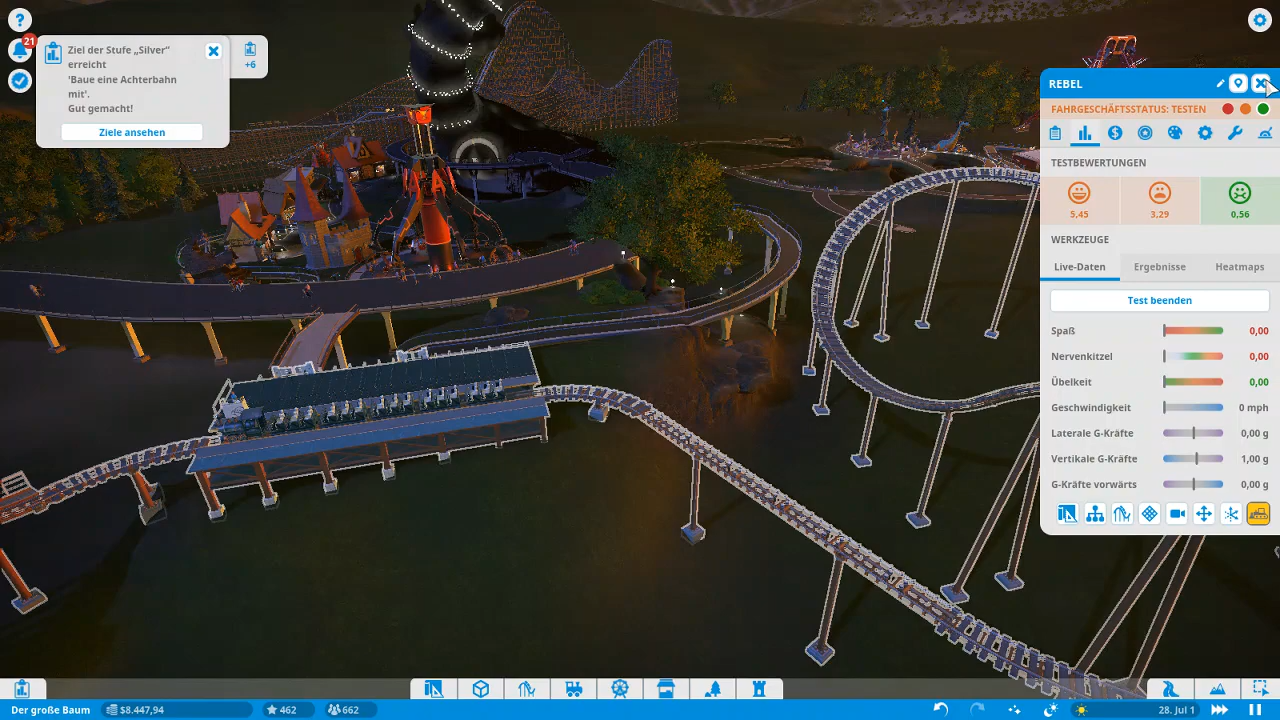 21
Ziel der Stufe „Silver"
erreicht
'Baue eine Achterbahn
mit'.
Gut gemacht!
Ziele ansehen
+6
REBEL
FAHRGESCHÄFTSSTATUS: TESTEN
TESTBEWERTUNGEN
5,45 3,29 0,56
WERKZEUGE
Live-Daten Ergebnisse Heatmaps
Test beenden
Spaß 0,00
Nervenkitzel 0,00
Übelkeit 0,00
Geschwindigkeit 0 mph
Laterale G-Kräfte 0,00 g
Vertikale G-Kräfte 1,00 g
G-Kräfte vorwärts 0,00 g
Der große Baum $8.447,94 462 662 28. Jul 1